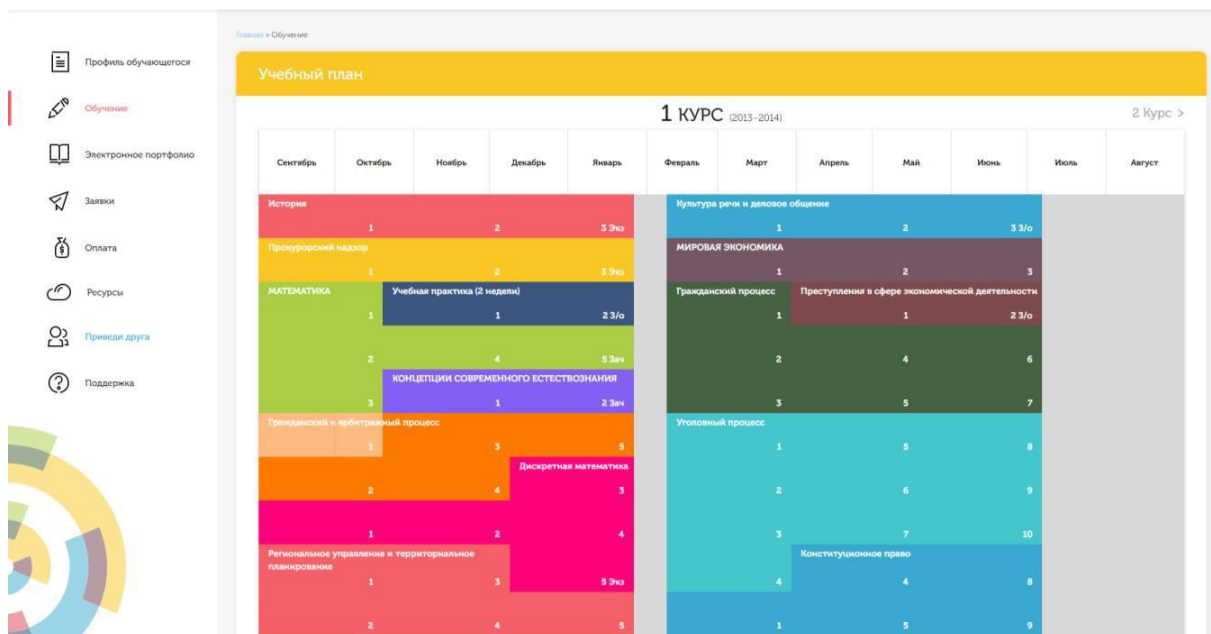 Главная > Обучение
Профиль обучающегося
Обучение
Электронное портфолио
Заявки
Оплата
Ресурсы
Приведи друга
Поддержка
Учебный план
1 КУРС (2013-2014)
2 Курс >
Сентябрь Октябрь Ноябрь Декабрь Январь Февраль Март Апрель Май Июнь Июль Август
История
1 2 3 Экз
Прокурорский надзор
1 2 3 Экз
МАТЕМАТИКА Учебная практика (2 недели)
1 1 2 З/о
2 4 5 Зач
КОНЦЕПЦИИ СОВРЕМЕННОГО ЕСТЕСТВОЗНАНИЯ
3 1 2 Зач
Гражданский и арбитражный процесс
1 3 5
Дискретная математика
2 4 3
1 2 4
Региональное управление и территориальное
планирование
1 3 5 Экз
2 4 5
Культура речи и деловое общение
1 2 3 З/о
МИРОВАЯ ЭКОНОМИКА
1 2 3
Гражданский процесс Преступления в сфере экономической деятельности
1 1 2 З/о
2 4 6
3 5 7
Уголовный процесс
1 5 8
2 6 9
3 7 10
Конституционное право
4 4 8
1 5 9